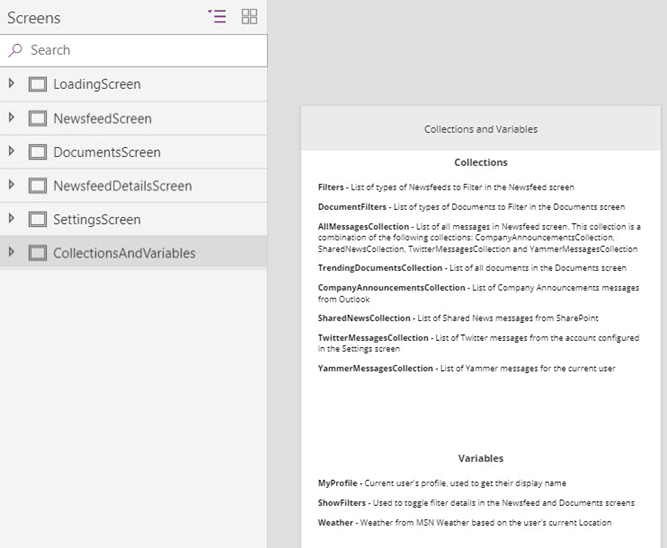 Screens
Search
LoadingScreen
NewsfeedScreen
DocumentsScreen
NewsfeedDetailsScreen
SettingsScreen
CollectionsAndVariables
Collections and Variables
Collections
Filters - List of types of Newsfeeds to Filter in the Newsfeed screen
DocumentFilters - List of types of Documents to Filter in the Documents screen
AllMessagesCollection - List of all messages in Newsfeed screen. This collection is a
combination of the following collections: CompanyAnnouncementsCollection,
SharedNewsCollection, TwitterMessagesCollection and YammerMessagesCollection
TrendingDocumentsCollection - List of all documents in the Documents screen
CompanyAnnouncementsCollection - List of Company Announcements messages
from Outlook
SharedNewsCollection - List of Shared News messages from SharePoint
TwitterMessagesCollection - List of Twitter messages from the account configured
in the Settings screen
YammerMessagesCollection - List of Yammer messages for the current user
Variables
MyProfile - Current user's profile, used to get their display name
ShowFilters - Used to toggle filter details in the Newsfeed and Documents screens
Weather - Weather from MSN Weather based on the user's current Location